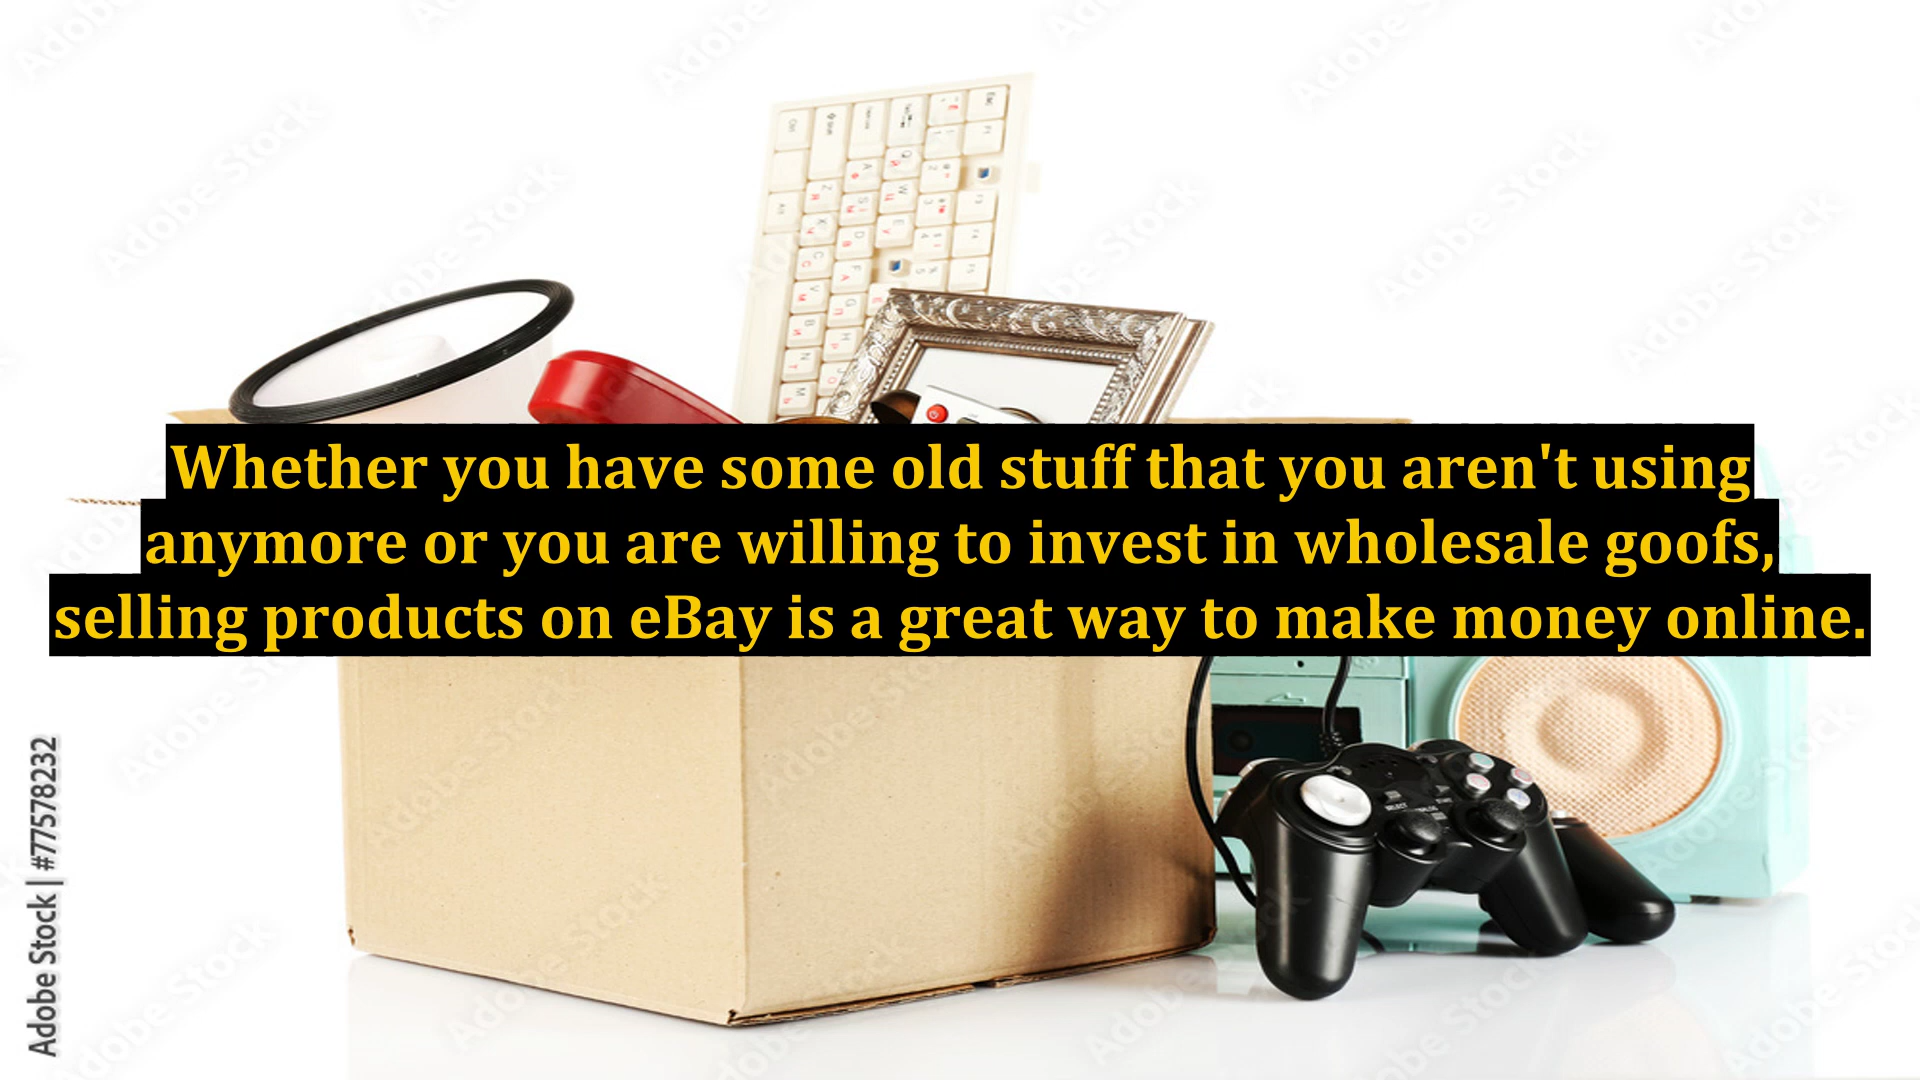 Whether you have some old stuff that you aren't using
anymore or you are willing to invest in wholesale goofs,
selling products on eBay is a great way to make money online.
Adobe Stock | #77578232